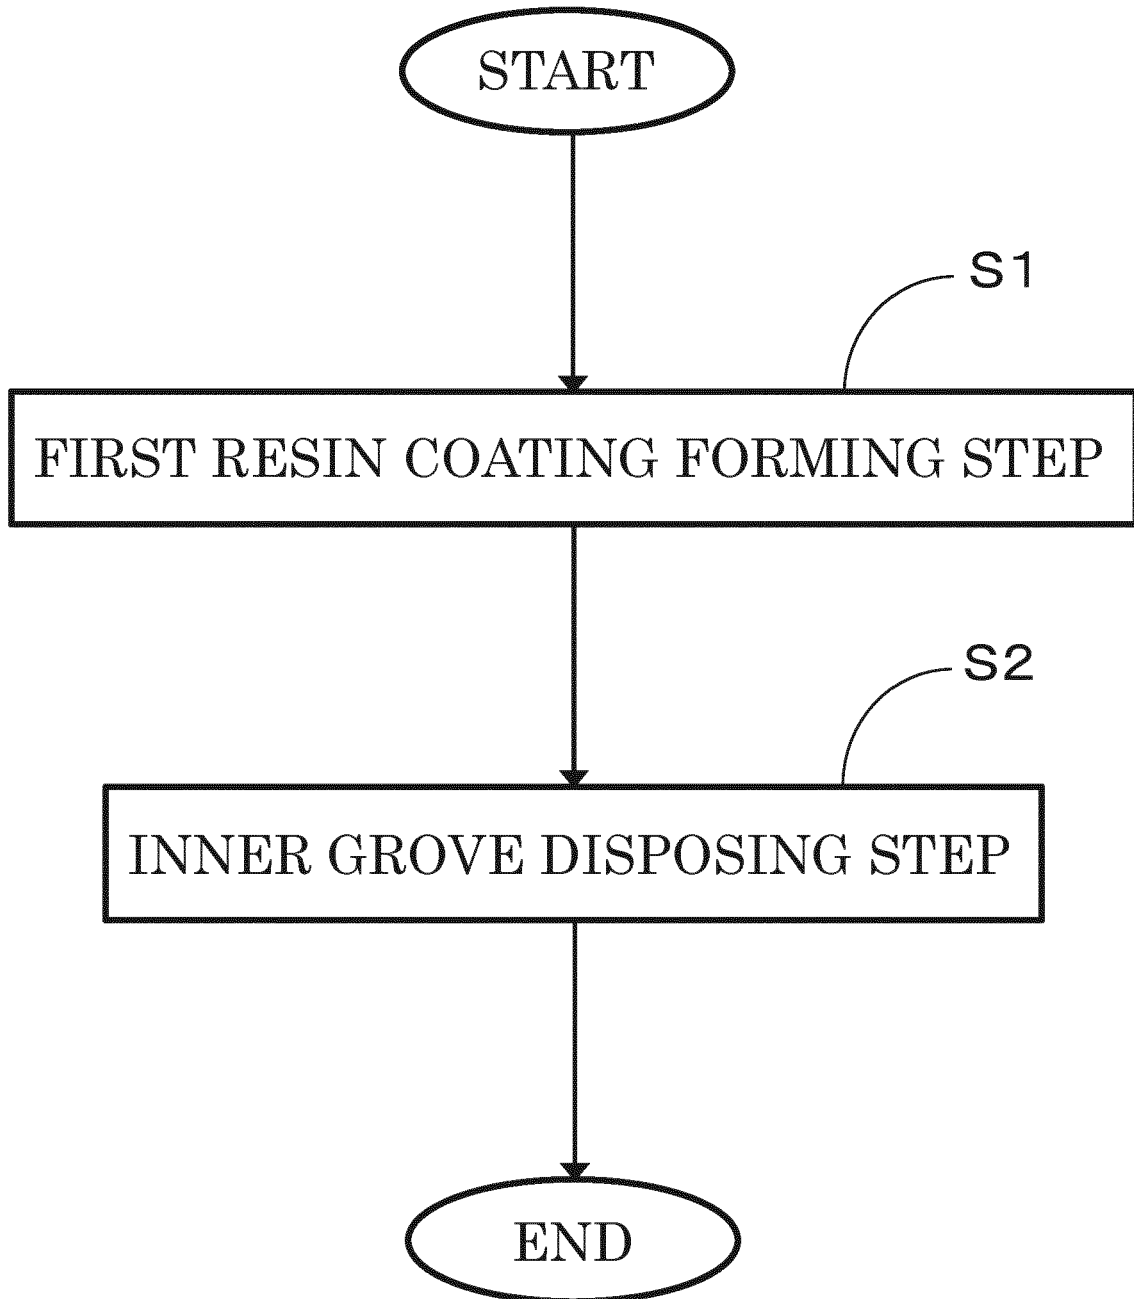 START
S1
FIRST RESIN COATING FORMING STEP
S2
INNER GROVE DISPOSING STEP
END